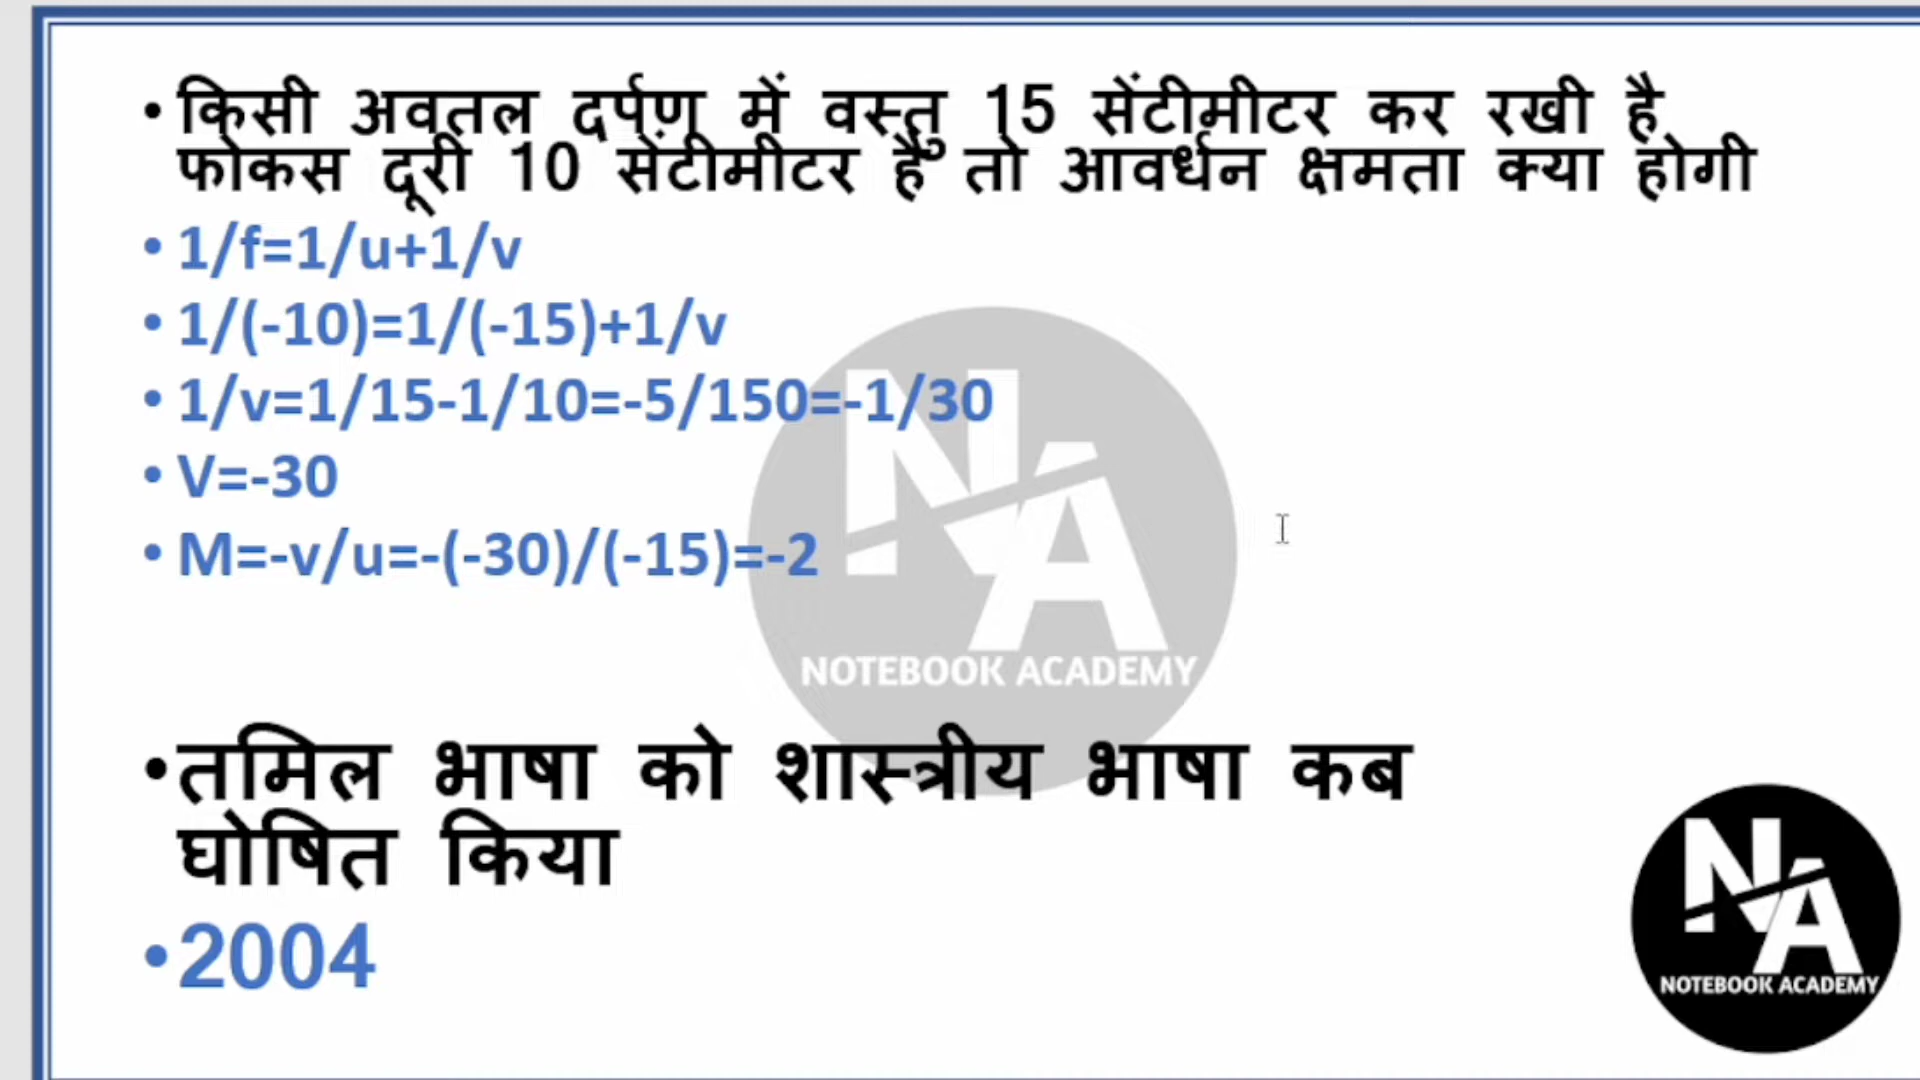 • किसी अवतल दर्पण में वस्तु 15 सेंटीमीटर कर रखी है
फोकस दूरी 10 सेंटीमीटर है तो आवर्धन क्षमता क्या होगी
• 1/f=1/u+1/v
• 1/(-10)=1/(-15)+1/v
• 1/v=1/15-1/10=-5/150=-1/30
• V=-30
• M=-v/u=-(-30)/(-15)=-2
NA
NOTEBOOK ACADEMY
• तमिल भाषा को शास्त्रीय भाषा कब
घोषित किया
• 2004
NA
NOTEBOOK ACADEMY